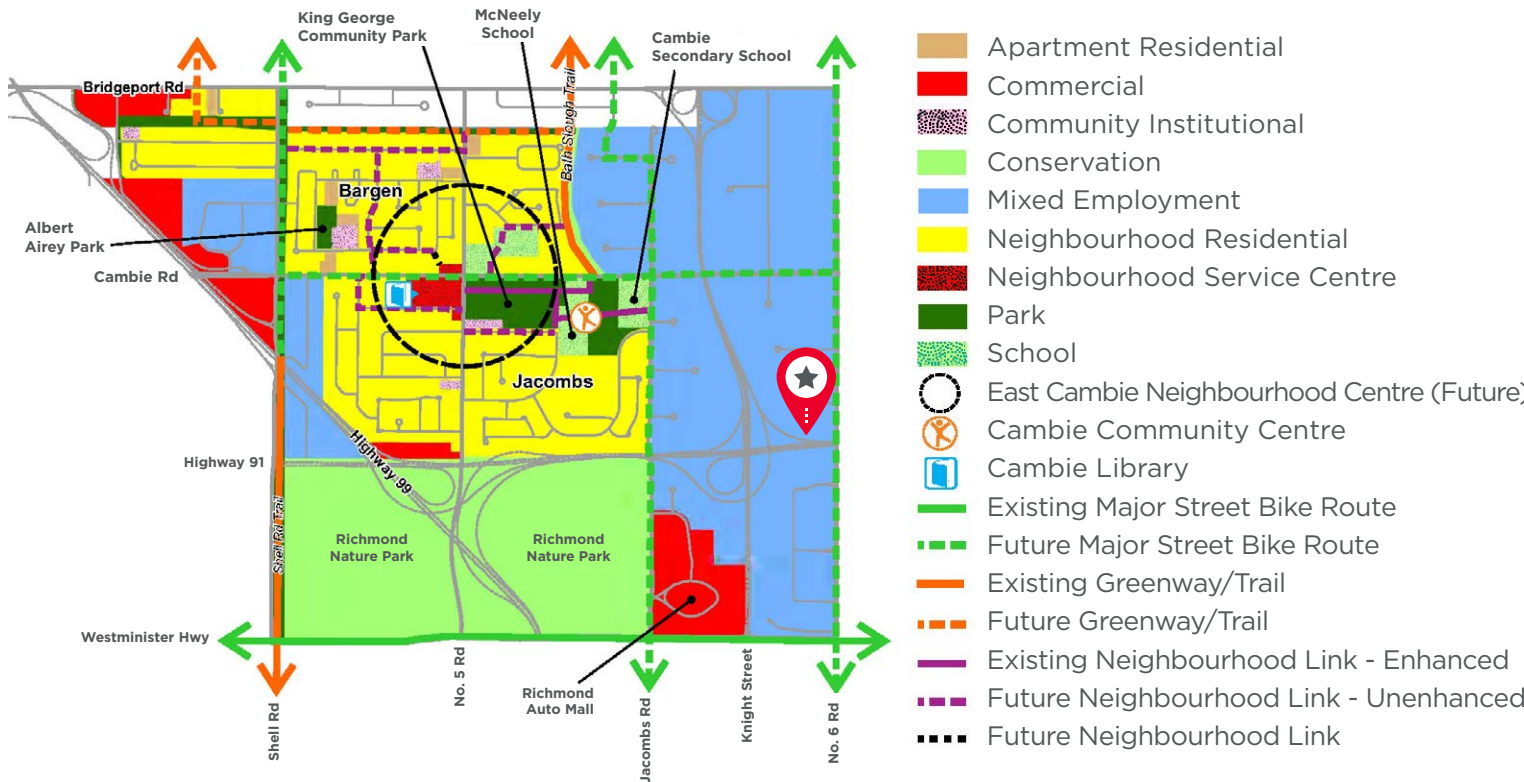 King George
Community Park
McNeely
School
Cambie
Secondary School
Bridgeport Rd
Bath Slough Trail
Bargen
Albert
Airey Park
Cambie Rd
Jacombs
Highway 91
Highway 99
Shell Rd Trail
Richmond
Nature Park
Richmond
Nature Park
Westminister Hwy
Shell Rd
No. 5 Rd
Richmond
Auto Mall
Jacombs Rd
Knight Street
No. 6 Rd
Apartment Residential
Commercial
Community Institutional
Conservation
Mixed Employment
Neighbourhood Residential
Neighbourhood Service Centre
Park
School
East Cambie Neighbourhood Centre (Future)
Cambie Community Centre
Cambie Library
Existing Major Street Bike Route
Future Major Street Bike Route
Existing Greenway/Trail
Future Greenway/Trail
Existing Neighbourhood Link - Enhanced
Future Neighbourhood Link - Unenhanced
Future Neighbourhood Link